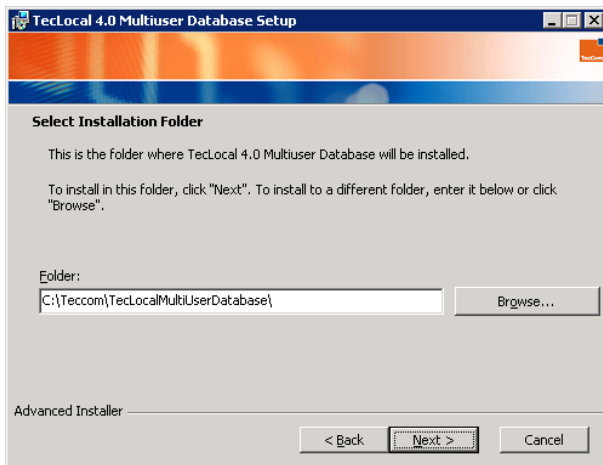 TecLocal 4.0 Multiuser Database Setup
TecCom
Select Installation Folder
This is the folder where TecLocal 4.0 Multiuser Database will be installed.
To install in this folder, click "Next". To install to a different folder, enter it below or click
"Browse".
Folder:
C:\Teccom\TecLocalMultiUserDatabase\
Browse...
Advanced Installer
< Back
Next >
Cancel